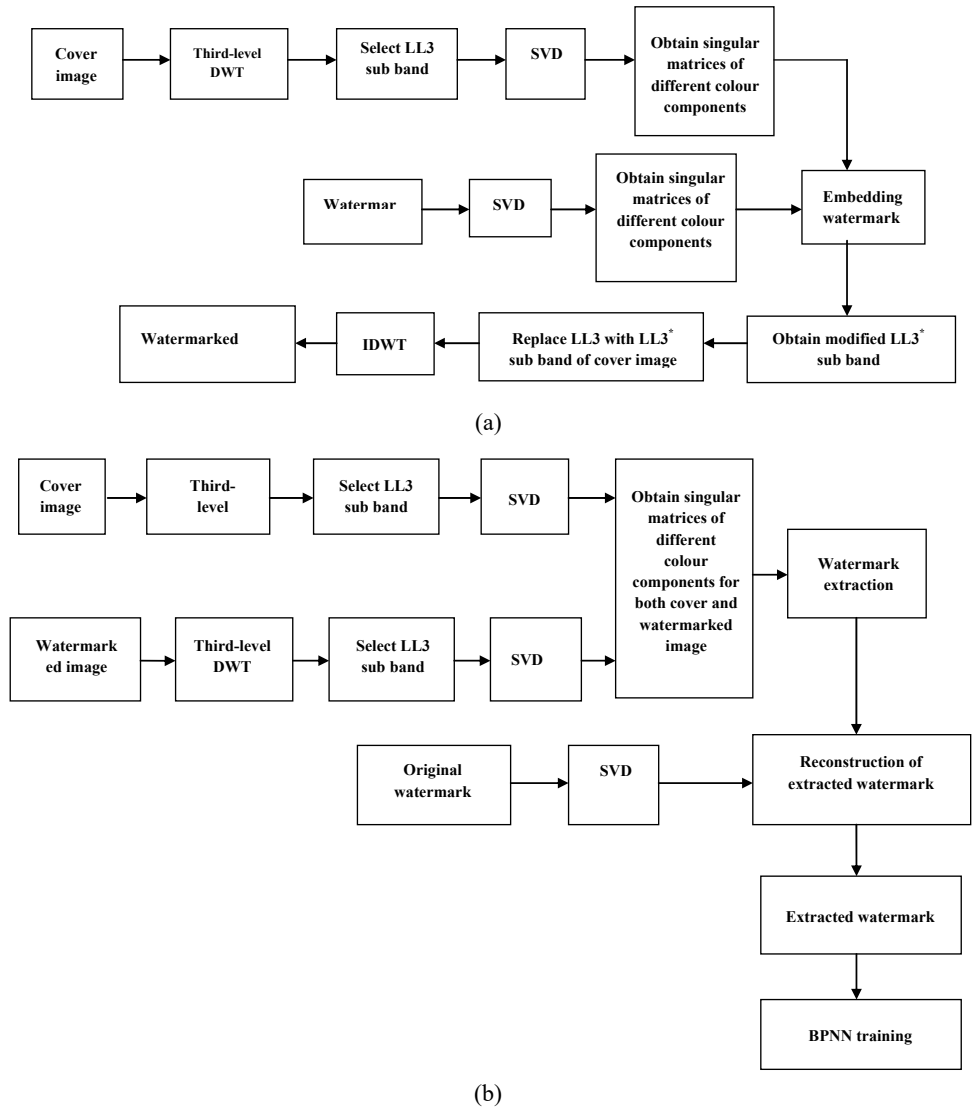 Cover
image
Third-level
DWT
Select LL3
sub band
SVD
Obtain singular
matrices of
different colour
components
Watermar
SVD
Obtain singular
matrices of
different colour
components
Embedding
watermark
Watermarked
IDWT
Replace LL3 with LL3*
sub band of cover image
Obtain modified LL3*
sub band
(a)
Cover
image
Third-
level
Select LL3
sub band
SVD
Obtain singular
matrices of
different
colour
components for
both cover and
watermarked
image
Watermark
extraction
Watermark
ed image
Third-level
DWT
Select LL3
sub band
SVD
Original
watermark
SVD
Reconstruction of
extracted watermark
Extracted watermark
BPNN training
(b)